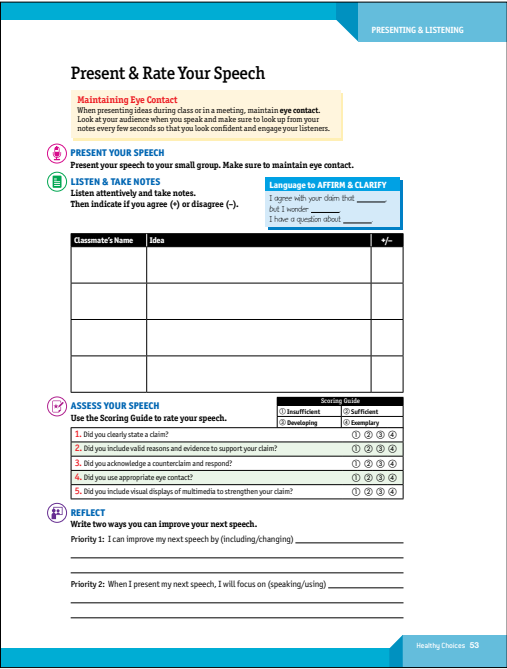 PRESENTING & LISTENING
Present & Rate Your Speech
Maintaining Eye Contact
When presenting ideas during class or in a meeting, maintain eye contact.
Look at your audience when you speak and make sure to look up from your
notes every few seconds so that you look confident and engage your listeners.
PRESENT YOUR SPEECH
Present your speech to your small group. Make sure to maintain eye contact.
LISTEN & TAKE NOTES
Listen attentively and take notes.
Then indicate if you agree (+) or disagree (–).
Language to AFFIRM & CLARIFY
I agree with your claim that ______,
but I wonder ______.
I have a question about ______.
Classmate's Name Idea +/–
ASSESS YOUR SPEECH
Use the Scoring Guide to rate your speech.
Scoring Guide
① Insufficient ② Sufficient
③ Developing ④ Exemplary
1. Did you clearly state a claim? ① ② ③ ④
2. Did you include valid reasons and evidence to support your claim? ① ② ③ ④
3. Did you acknowledge a counterclaim and respond? ① ② ③ ④
4. Did you use appropriate eye contact? ① ② ③ ④
5. Did you include visual displays of multimedia to strengthen your claim? ① ② ③ ④
REFLECT
Write two ways you can improve your next speech.
Priority 1: I can improve my next speech by (including/changing) ______
Priority 2: When I present my next speech, I will focus on (speaking/using) ______
Healthy Choices 53